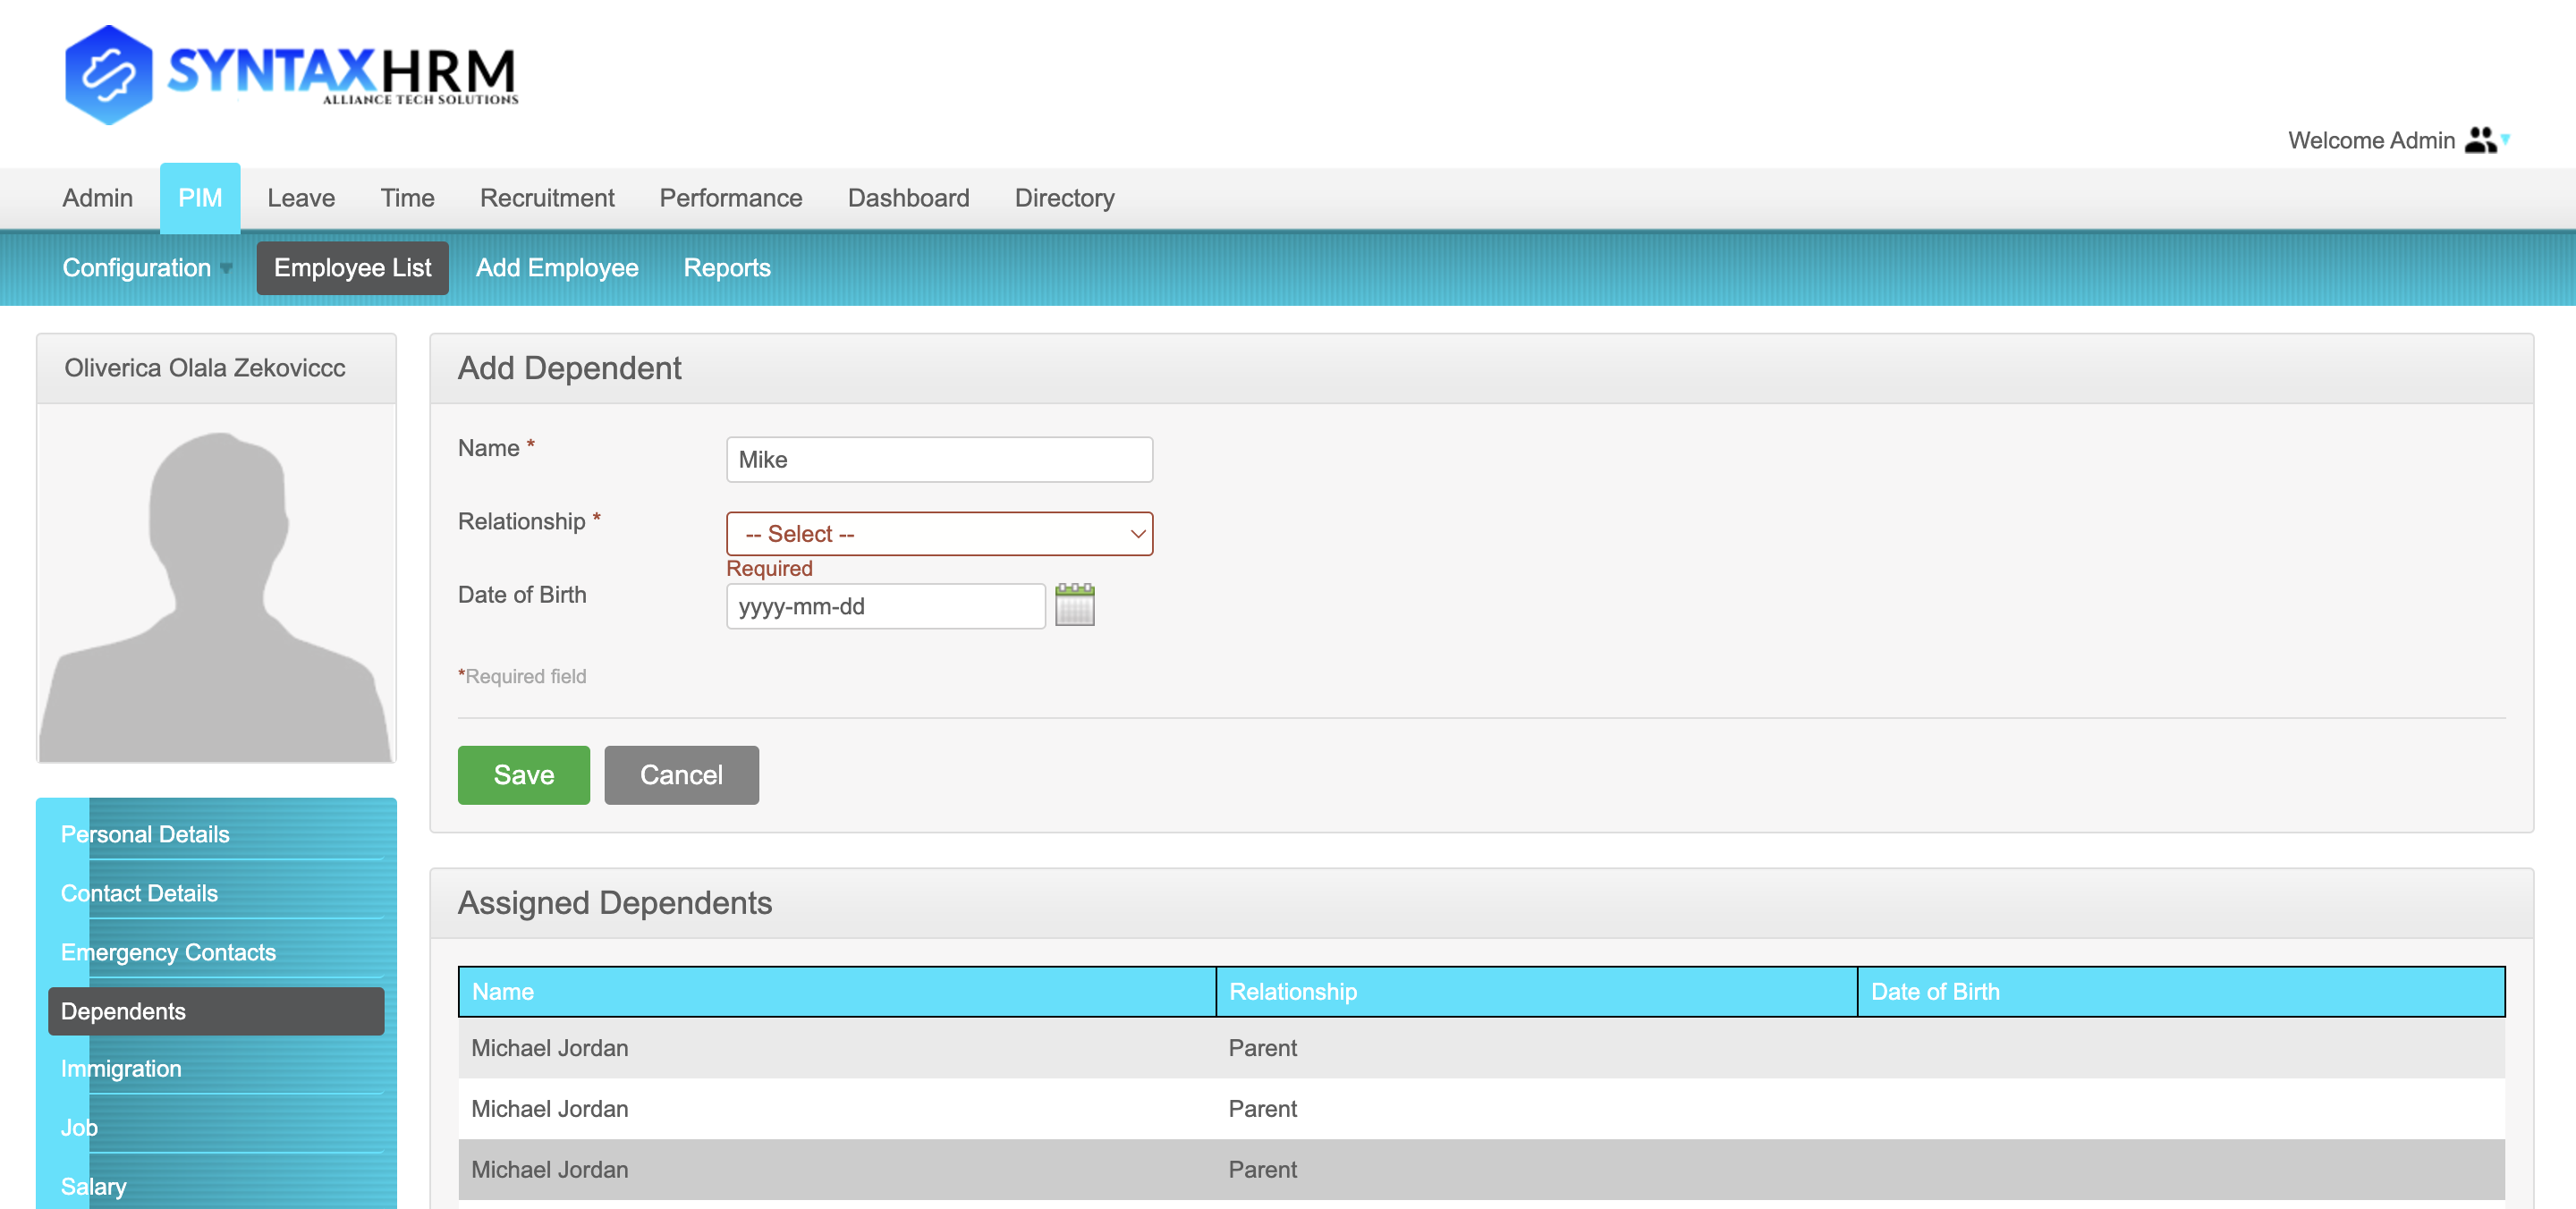 SYNTAXHRM
ALLIANCE TECH SOLUTIONS
Welcome Admin
Admin PIM Leave Time Recruitment Performance Dashboard Directory
Configuration Employee List Add Employee Reports
Oliverica Olala Zekoviccc
Add Dependent
Name * Mike
Relationship * -- Select --
Required
Date of Birth yyyy-mm-dd
*Required field
Save Cancel
Personal Details
Contact Details
Emergency Contacts
Dependents
Immigration
Job
Salary
Assigned Dependents
Name Relationship Date of Birth
Michael Jordan Parent
Michael Jordan Parent
Michael Jordan Parent